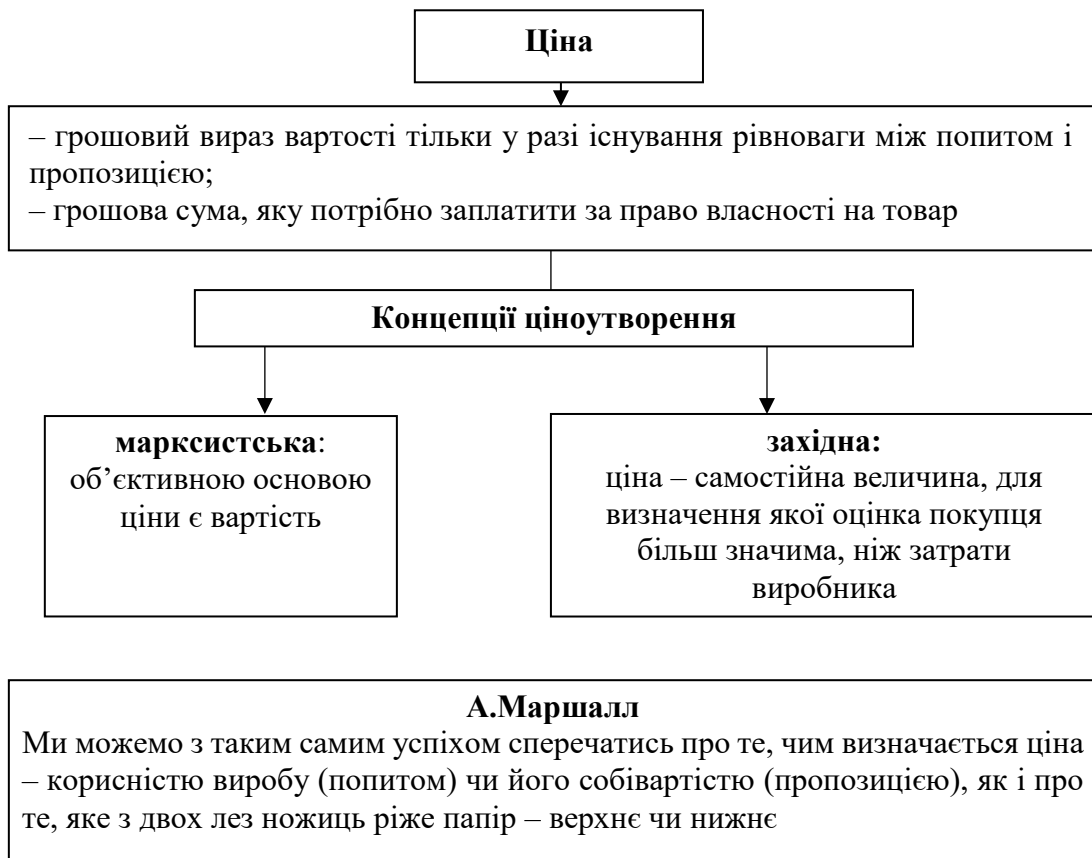 Ціна
– грошовий вираз вартості тільки у разі існування рівноваги між попитом і
пропозицією;
– грошова сума, яку потрібно заплатити за право власності на товар
Концепції ціноутворення
марксистська:
об’єктивною основою
ціни є вартість
західна:
ціна – самостійна величина, для
визначення якої оцінка покупця
більш значима, ніж затрати
виробника
А.Маршалл
Ми можемо з таким самим успіхом сперечатись про те, чим визначається ціна
– корисністю виробу (попитом) чи його собівартістю (пропозицією), як і про
те, яке з двох лез ножиць ріже папір – верхнє чи нижнє